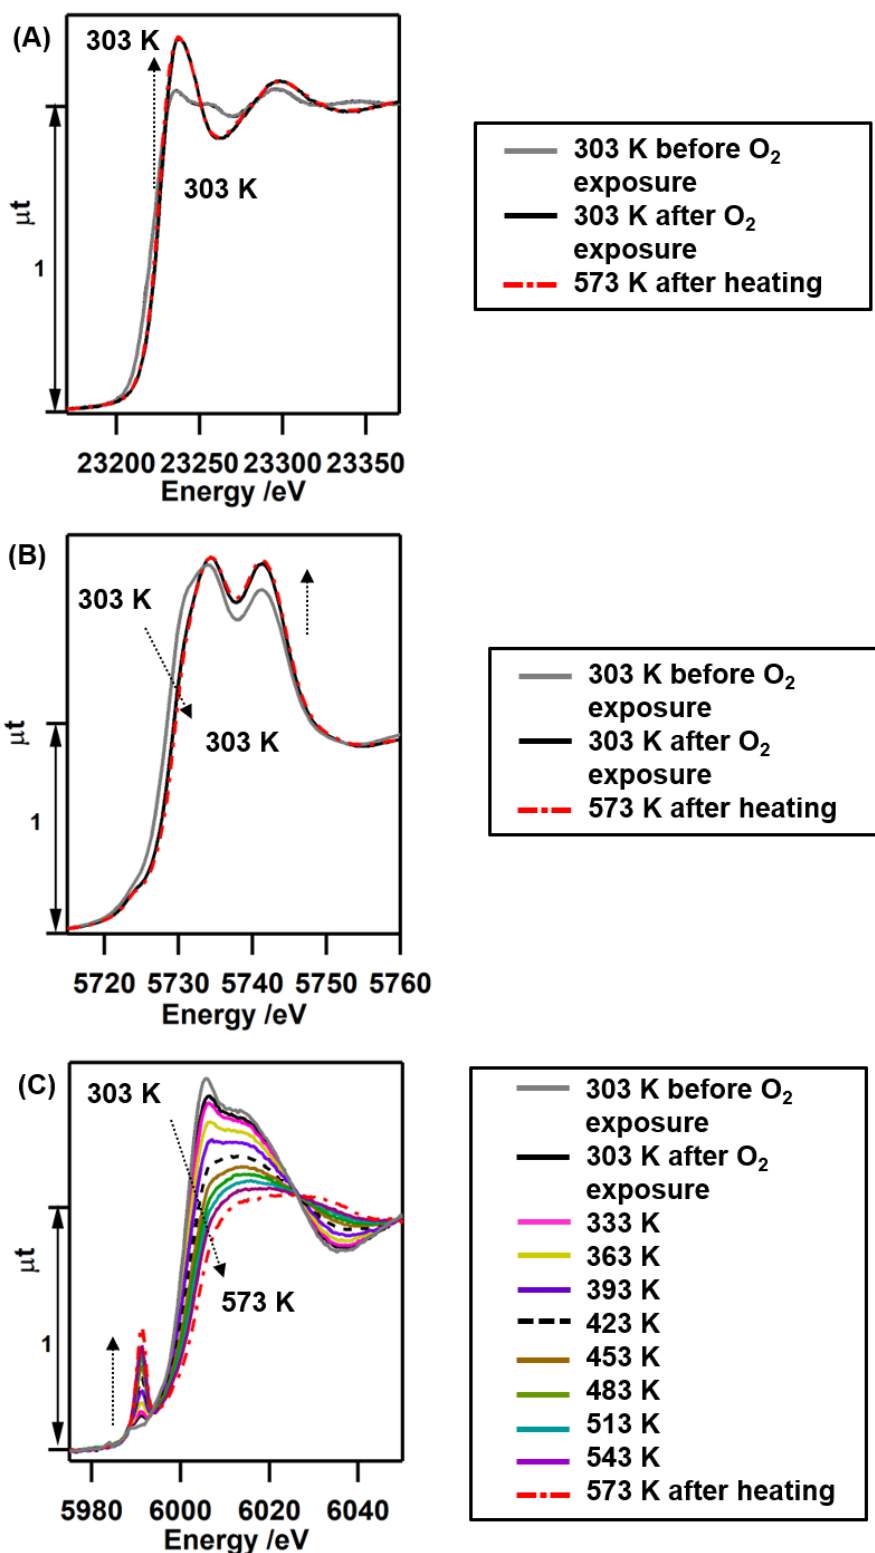 (A)
303 K
303 K
μt
1
23200 23250 23300 23350
Energy /eV
303 K before O₂
exposure
303 K after O₂
exposure
573 K after heating
(B)
303 K
303 K
μt
1
5720 5730 5740 5750 5760
Energy /eV
303 K before O₂
exposure
303 K after O₂
exposure
573 K after heating
(C)
303 K
573 K
μt
1
5980 6000 6020 6040
Energy /eV
303 K before O₂
exposure
303 K after O₂
exposure
333 K
363 K
393 K
423 K
453 K
483 K
513 K
543 K
573 K after heating